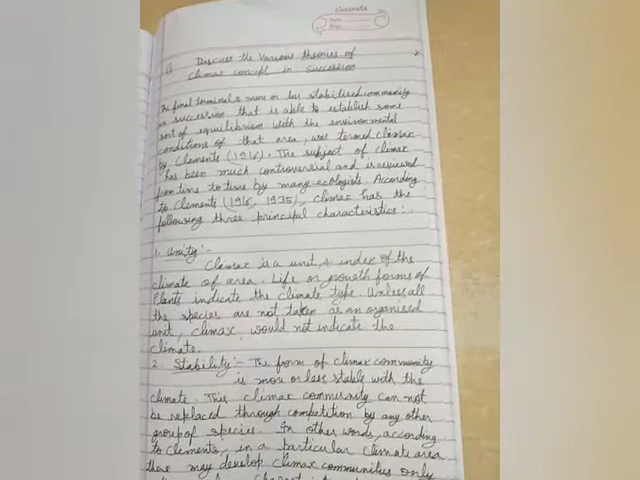 classmate
Date
Page
Q. Discuss the Various theories of
Climax concept in Succession
The final terminal & more or less stabilised community
in succession that is able to establish some
sort of equilibrium with the environmental
conditions of that area, was termed climax
by Clements (1916). The subject of climax
has been much controversial and is reviewed
from time to time by many ecologists. According
to Clements (1916, 1935), climax has the
following three principal characteristics:-
1. Unity:-
Climax is a unit, & index of the
climate of area. Life or growth forms of
Plants indicate the climate type. Unless all
the species are not taken as an organised
unit, climax would not indicate the
climate.
2. Stability:- The form of climax community
is more or less stable with the
climate. This climax community can not
be replaced through competition by any other
group of species. In other words, according
to Clements, in a particular climatic area
there may develop climax communities only